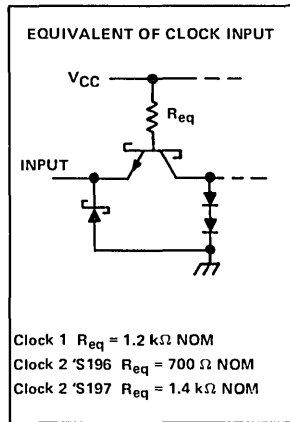 EQUIVALENT OF CLOCK INPUT
VCC
Req
INPUT
Clock 1 Req = 1.2 kΩ NOM
Clock 2 'S196 Req = 700 Ω NOM
Clock 2 'S197 Req = 1.4 kΩ NOM